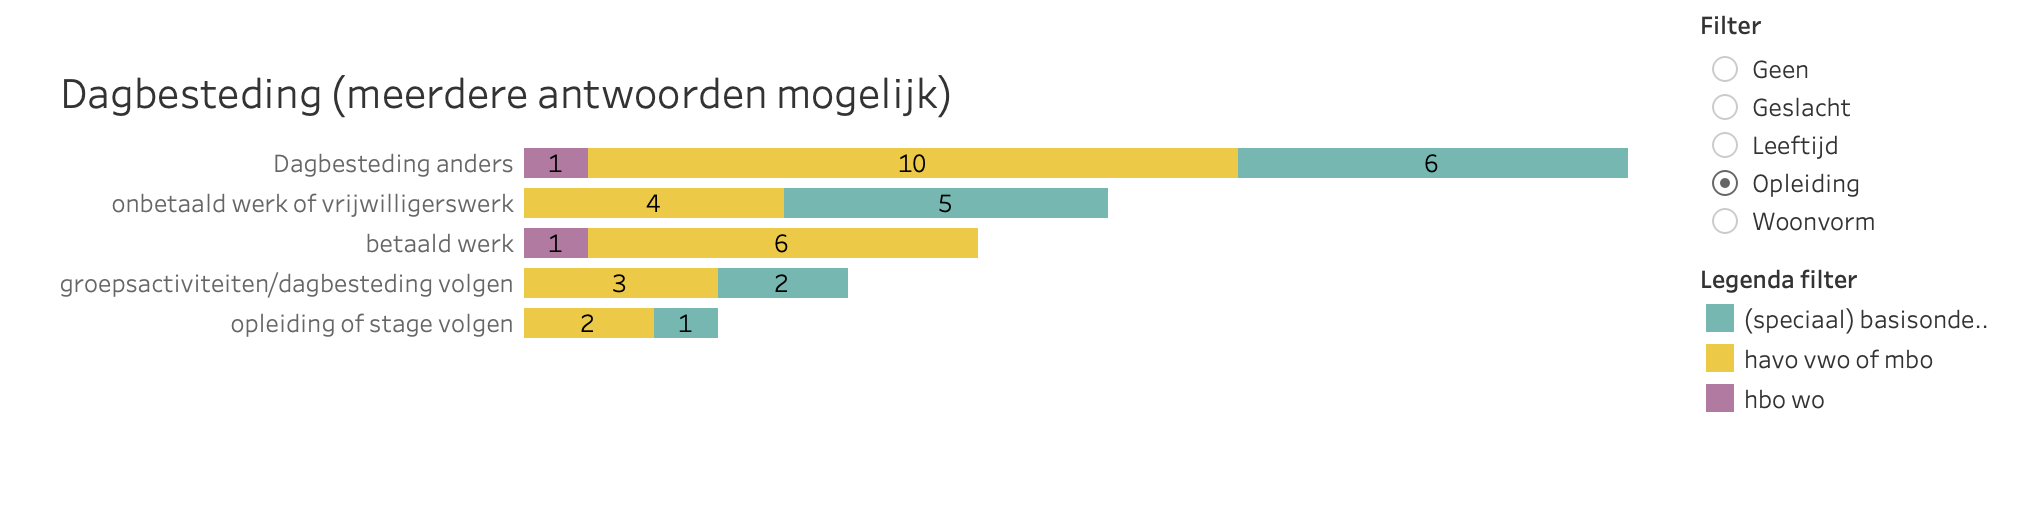 Dagbesteding (meerdere antwoorden mogelijk)
Dagbesteding anders 1 10 6
onbetaald werk of vrijwilligerswerk 4 5
betaald werk 1 6
groepsactiviteiten/dagbesteding volgen 3 2
opleiding of stage volgen 2 1
Filter
Geen
Geslacht
Leeftijd
Opleiding
Woonvorm
Legenda filter
(speciaal) basisonde..
havo vwo of mbo
hbo wo